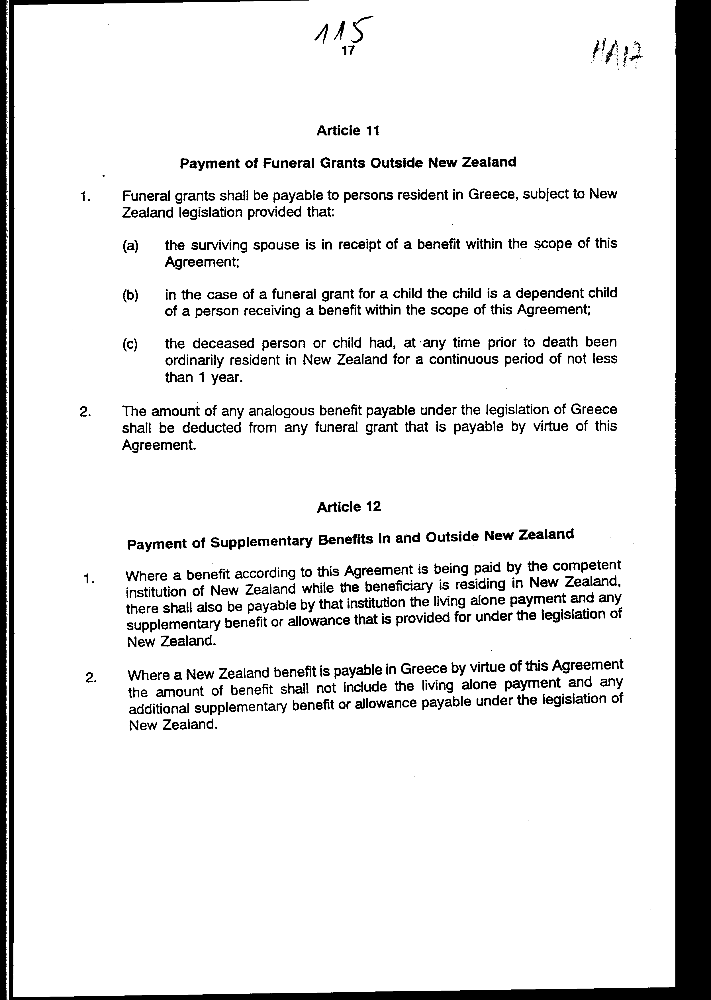 115
17
HA17
Article 11
Payment of Funeral Grants Outside New Zealand
1. Funeral grants shall be payable to persons resident in Greece, subject to New
Zealand legislation provided that:
(a) the surviving spouse is in receipt of a benefit within the scope of this
Agreement;
(b) in the case of a funeral grant for a child the child is a dependent child
of a person receiving a benefit within the scope of this Agreement;
(c) the deceased person or child had, at any time prior to death been
ordinarily resident in New Zealand for a continuous period of not less
than 1 year.
2. The amount of any analogous benefit payable under the legislation of Greece
shall be deducted from any funeral grant that is payable by virtue of this
Agreement.
Article 12
Payment of Supplementary Benefits In and Outside New Zealand
1. Where a benefit according to this Agreement is being paid by the competent
institution of New Zealand while the beneficiary is residing in New Zealand,
there shall also be payable by that institution the living alone payment and any
supplementary benefit or allowance that is provided for under the legislation of
New Zealand.
2. Where a New Zealand benefit is payable in Greece by virtue of this Agreement
the amount of benefit shall not include the living alone payment and any
additional supplementary benefit or allowance payable under the legislation of
New Zealand.